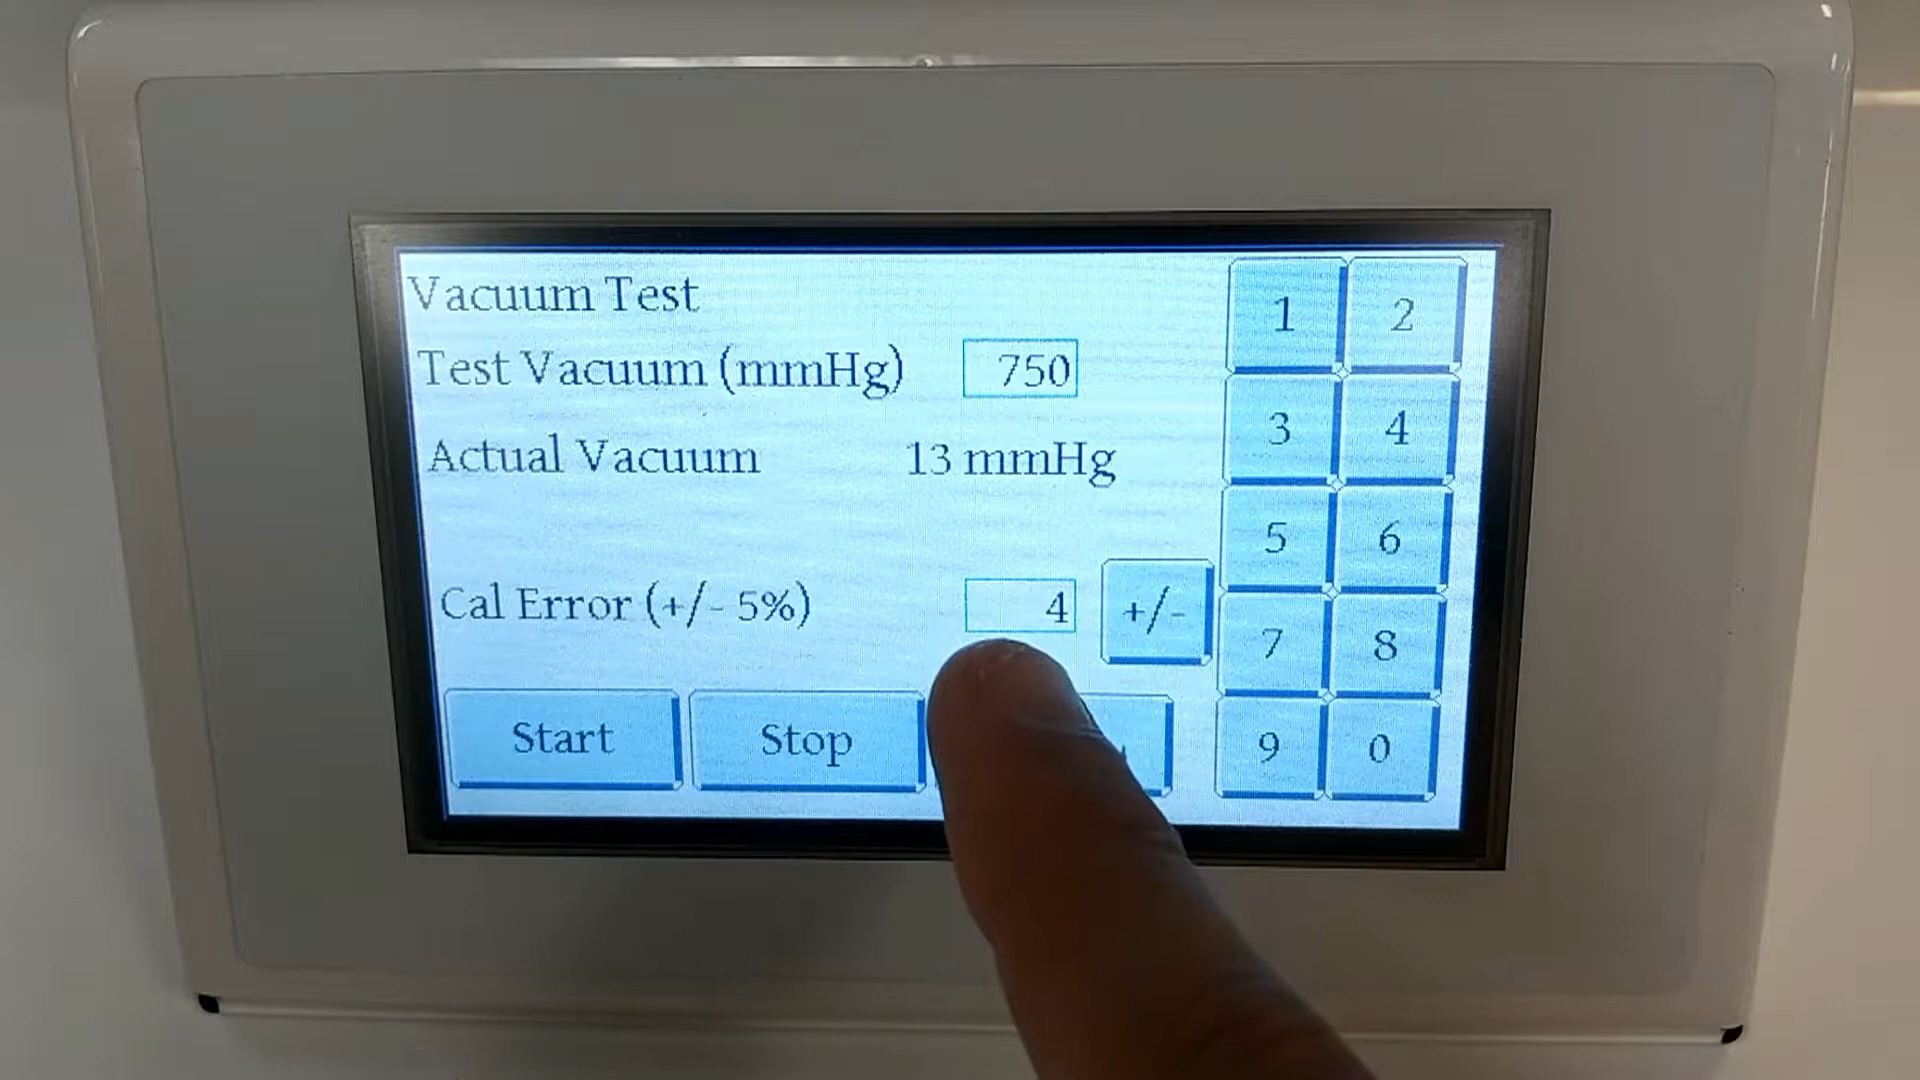 Vacuum Test
Test Vacuum (mmHg) 750
Actual Vacuum 13 mmHg
Cal Error (+/- 5%) 4 +/-
Start Stop
1 2
3 4
5 6
7 8
9 0